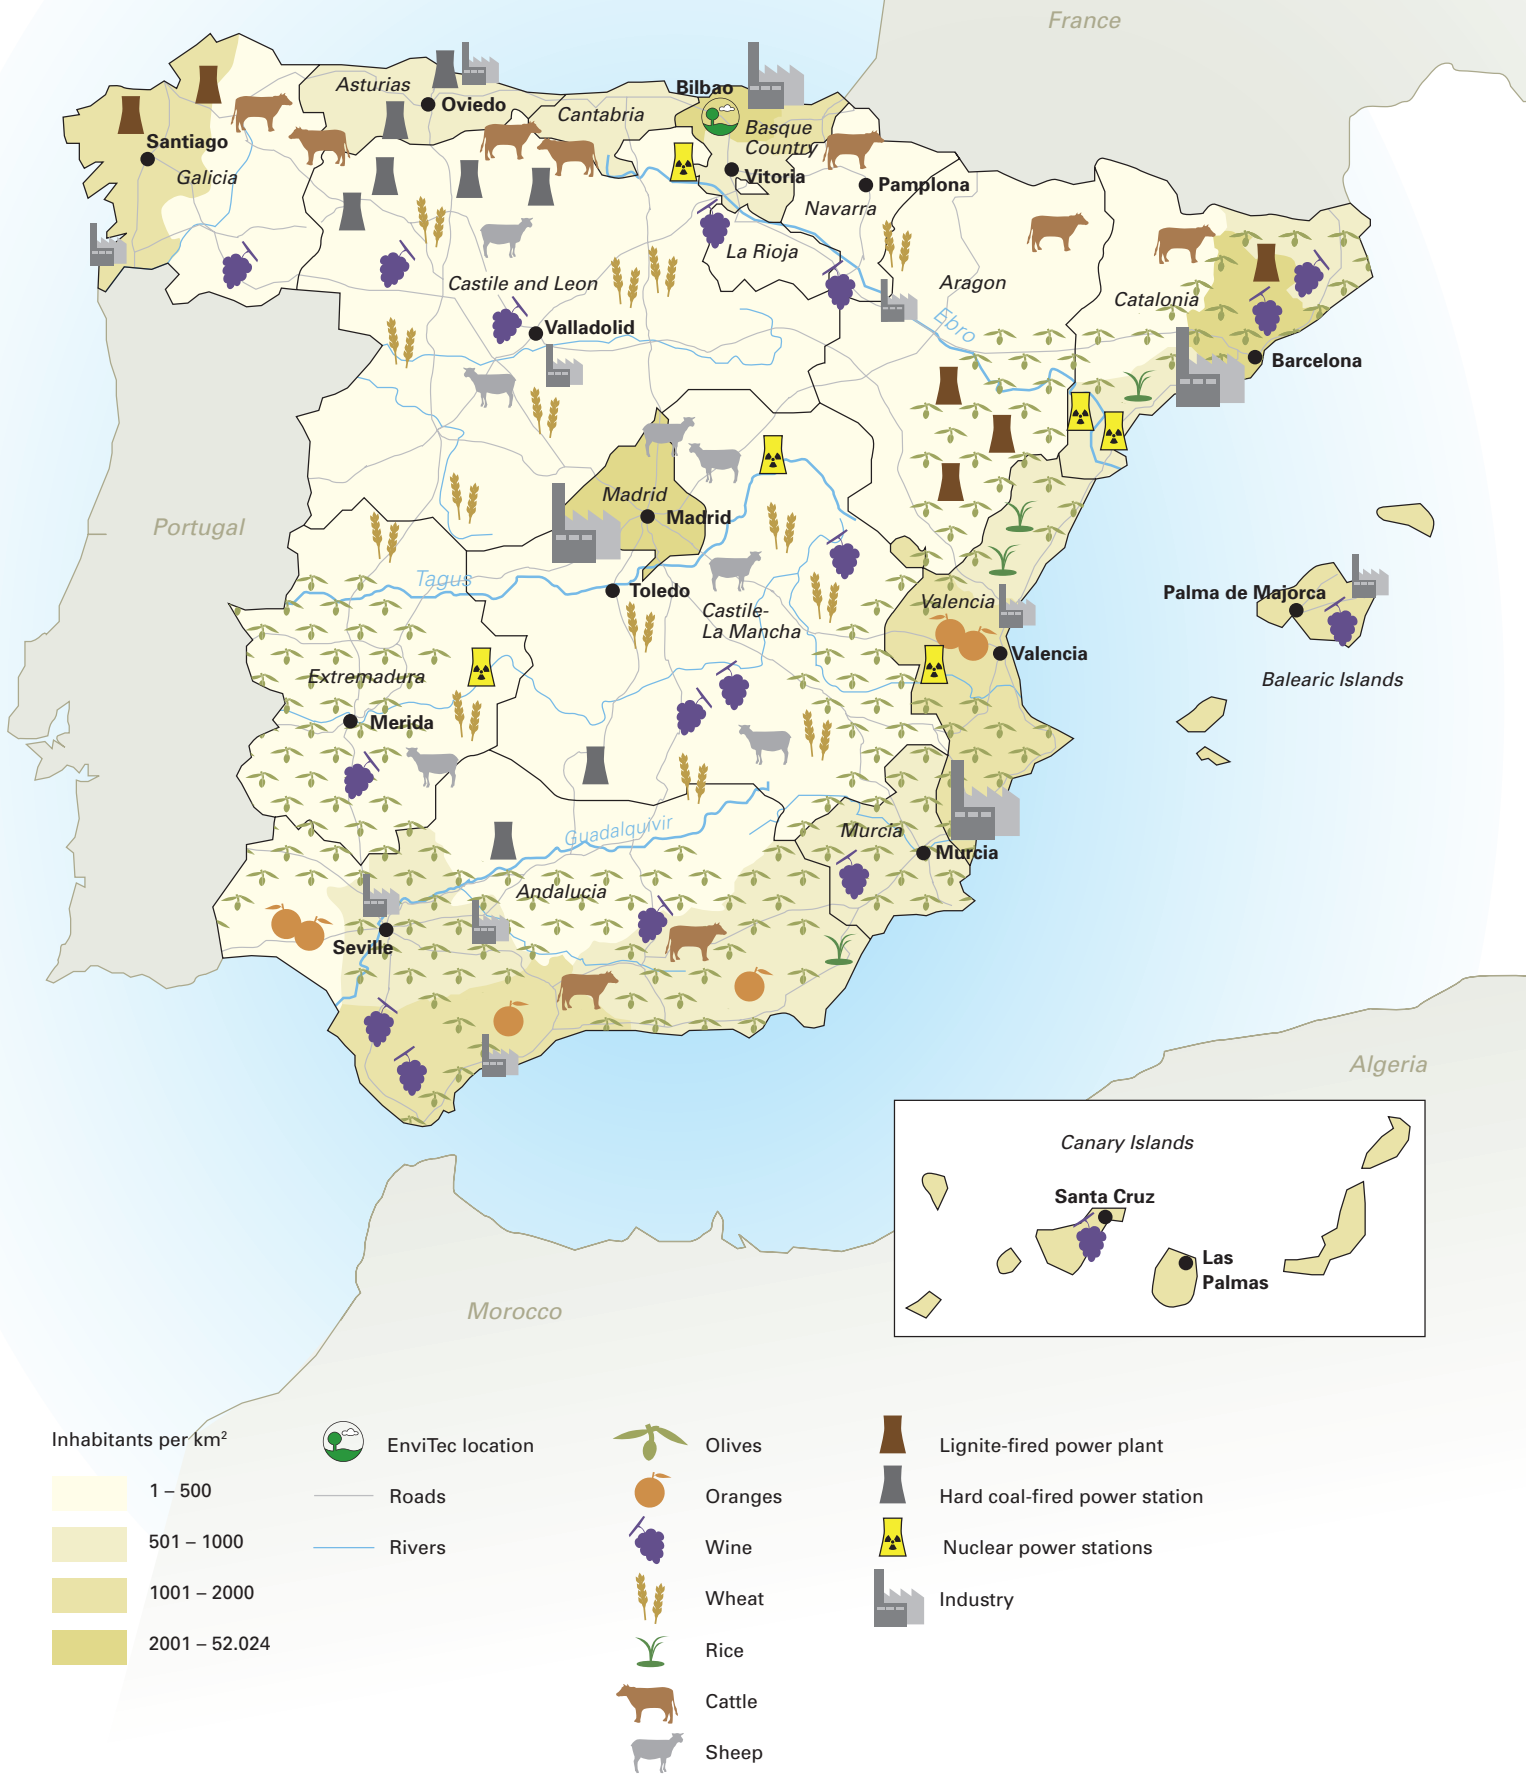 France
Asturias
Oviedo
Cantabria
Bilbao
Basque
Country
Santiago
Galicia
Vitoria
Pamplona
Navarra
La Rioja
Castile and Leon
Aragon
Catalonia
Valladolid
Ebro
Barcelona
Portugal
Madrid
Madrid
Tagus
Toledo
Castile-
La Mancha
Valencia
Valencia
Palma de Majorca
Balearic Islands
Extremadura
Merida
Guadalquivir
Murcia
Murcia
Andalucia
Seville
Algeria
Canary Islands
Santa Cruz
Las
Palmas
Morocco
Inhabitants per km²
1 – 500
501 – 1000
1001 – 2000
2001 – 52.024
EnviTec location
Roads
Rivers
Olives
Oranges
Wine
Wheat
Rice
Cattle
Sheep
Lignite-fired power plant
Hard coal-fired power station
Nuclear power stations
Industry